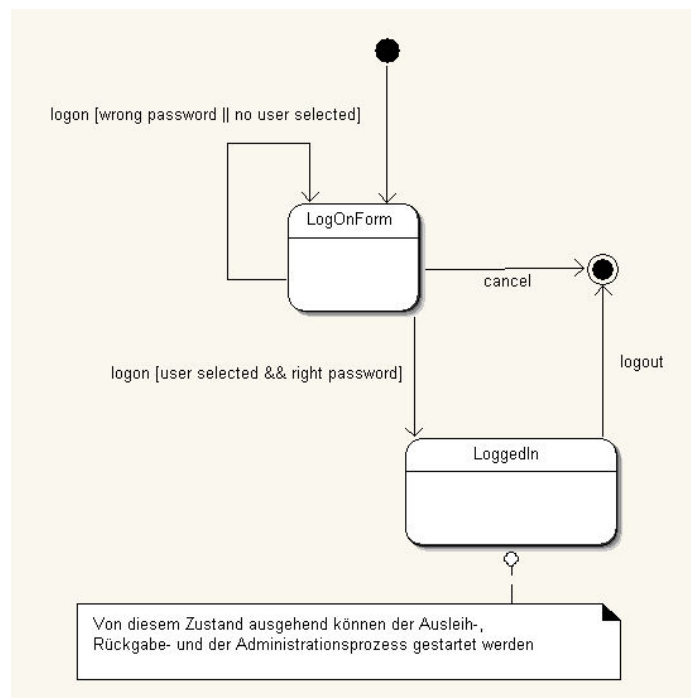 logon [wrong password || no user selected]
LogOnForm
cancel
logon [user selected && right password]
logout
LoggedIn
Von diesem Zustand ausgehend können der Ausleih-,
Rückgabe- und der Administrationsprozess gestartet werden